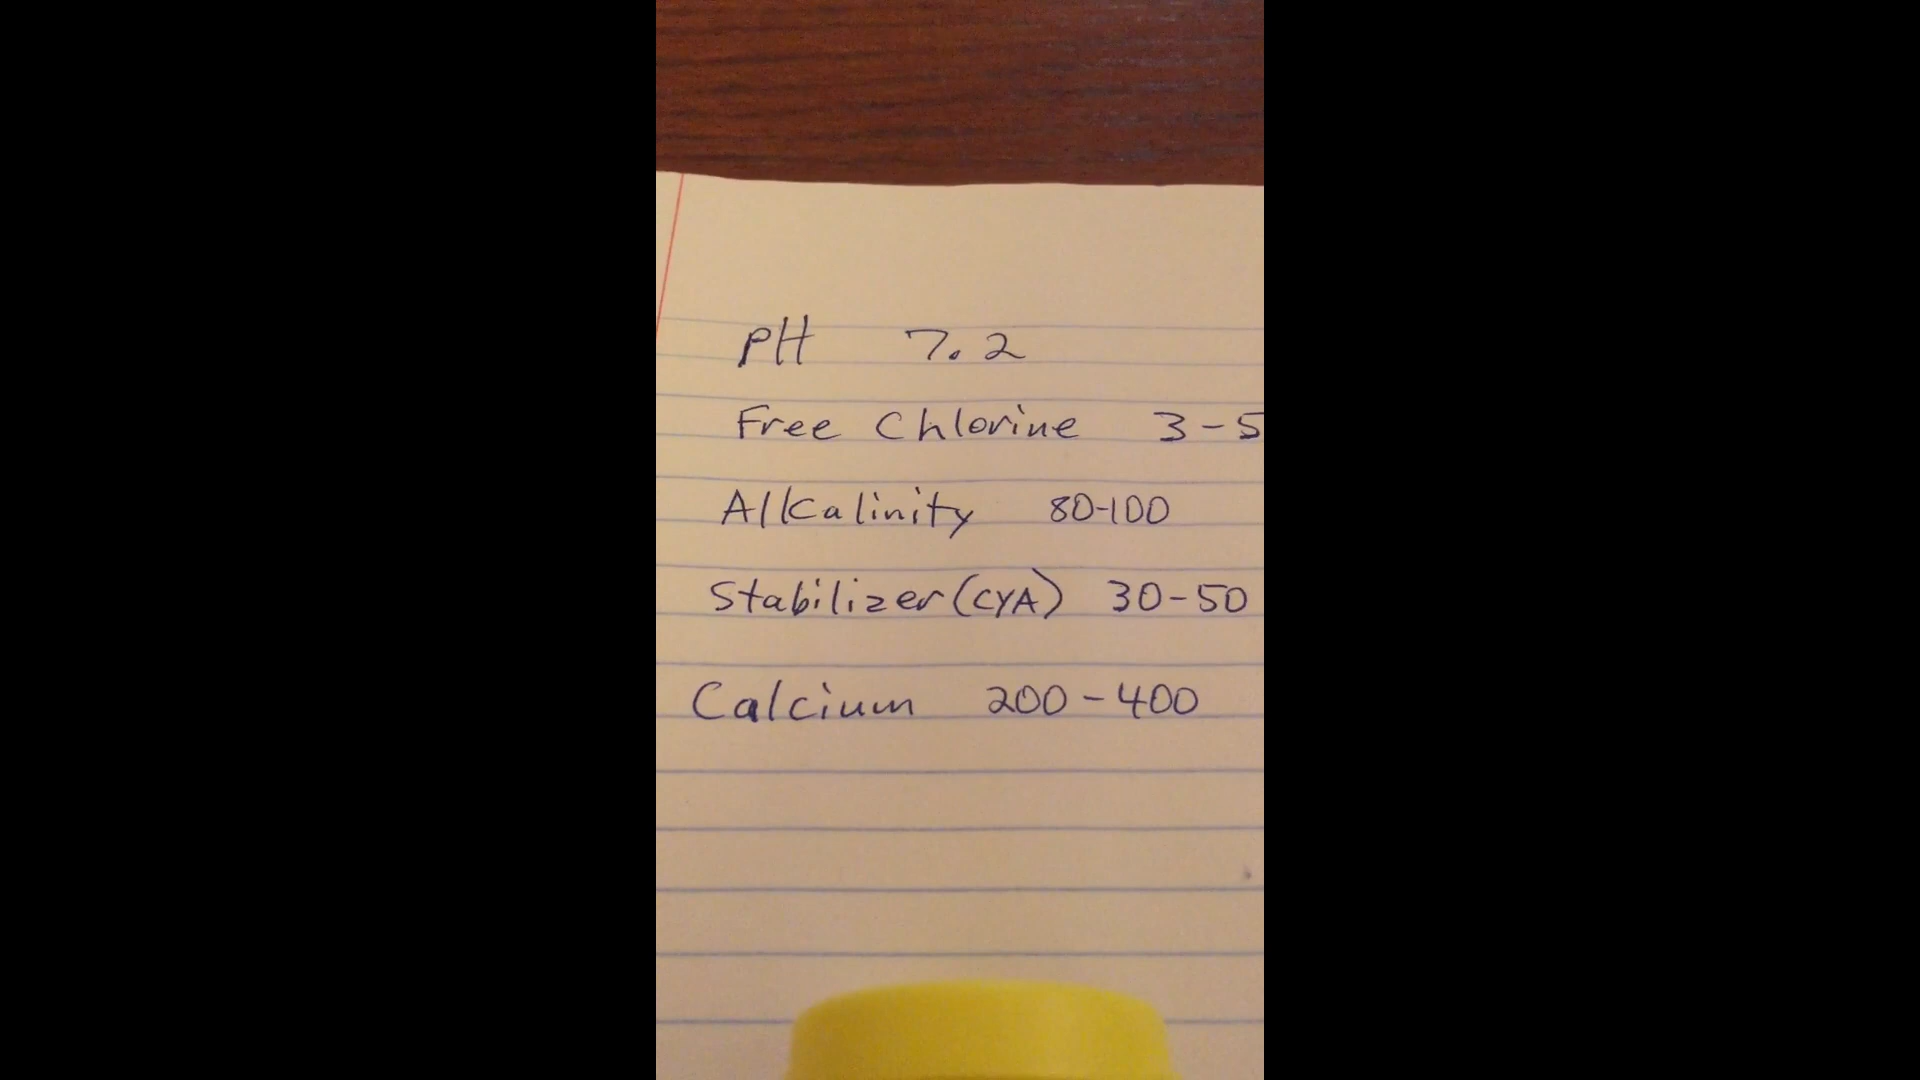 pH 7.2
Free Chlorine 3-5
Alkalinity 80-100
Stabilizer (CYA) 30-50
Calcium 200-400